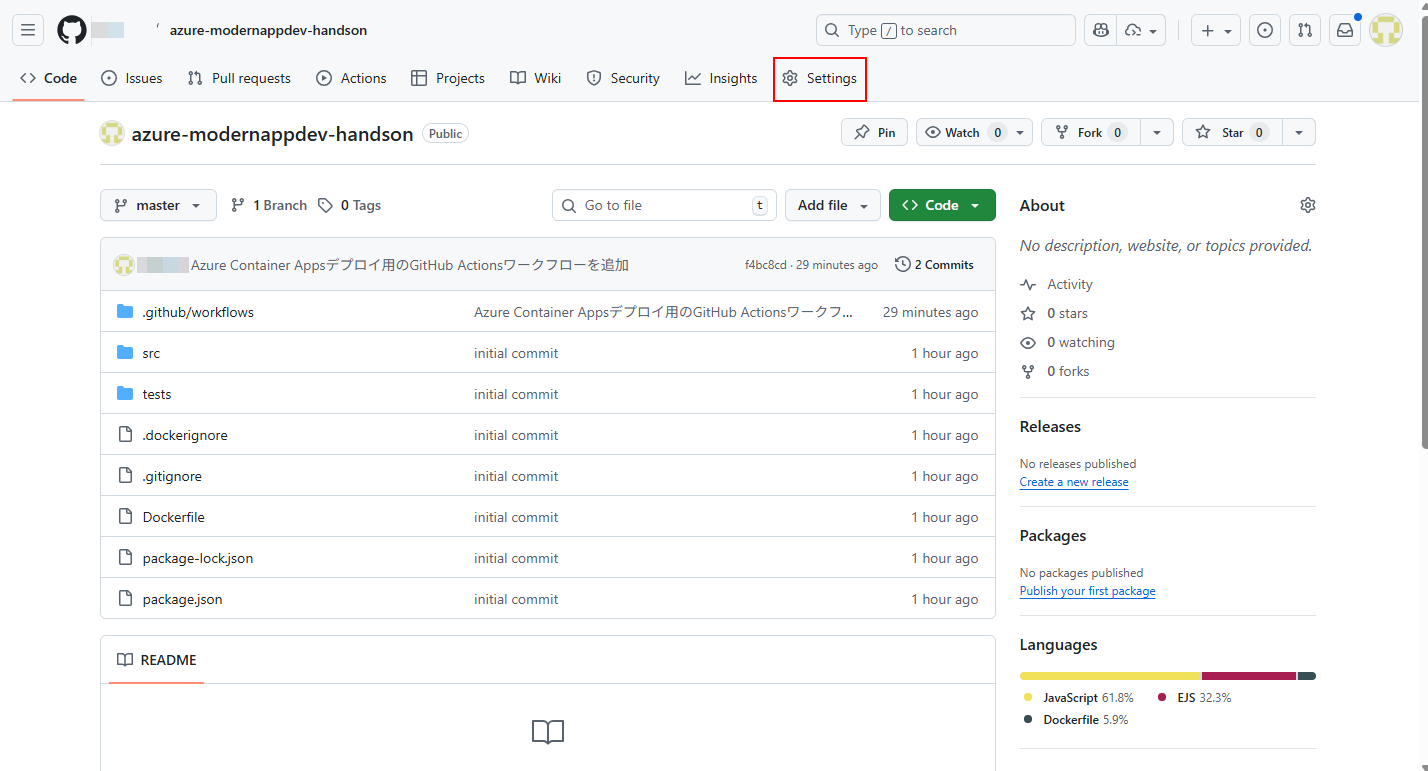 / azure-modernappdev-handson Type / to search
Code Issues Pull requests Actions Projects Wiki Security Insights Settings
azure-modernappdev-handson Public Pin Watch 0 Fork 0 Star 0
master 1 Branch 0 Tags Go to file t Add file Code
Azure Container Appsデプロイ用のGitHub Actionsワークフローを追加 f4bc8cd · 29 minutes ago 2 Commits
.github/workflows Azure Container Appsデプロイ用のGitHub Actionsワークフ... 29 minutes ago
src initial commit 1 hour ago
tests initial commit 1 hour ago
.dockerignore initial commit 1 hour ago
.gitignore initial commit 1 hour ago
Dockerfile initial commit 1 hour ago
package-lock.json initial commit 1 hour ago
package.json initial commit 1 hour ago
README
About
No description, website, or topics provided.
Activity
0 stars
0 watching
0 forks
Releases
No releases published
Create a new release
Packages
No packages published
Publish your first package
Languages
JavaScript 61.8% EJS 32.3%
Dockerfile 5.9%